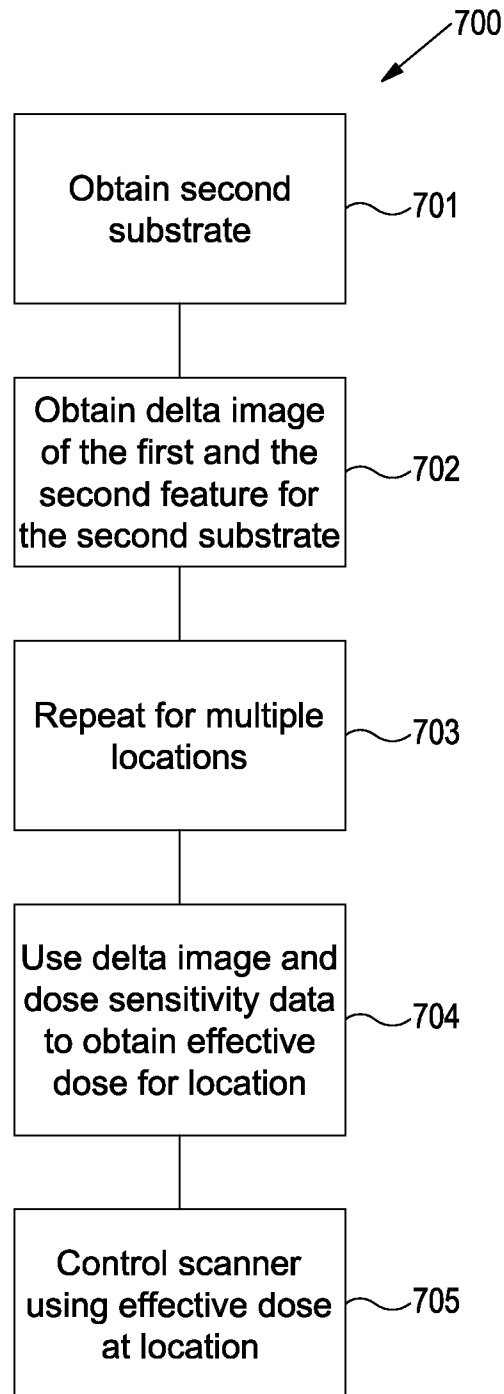 700
Obtain second
substrate
701
Obtain delta image
of the first and the
second feature for
the second substrate
702
Repeat for multiple
locations
703
Use delta image and
dose sensitivity data
to obtain effective
dose for location
704
Control scanner
using effective dose
at location
705